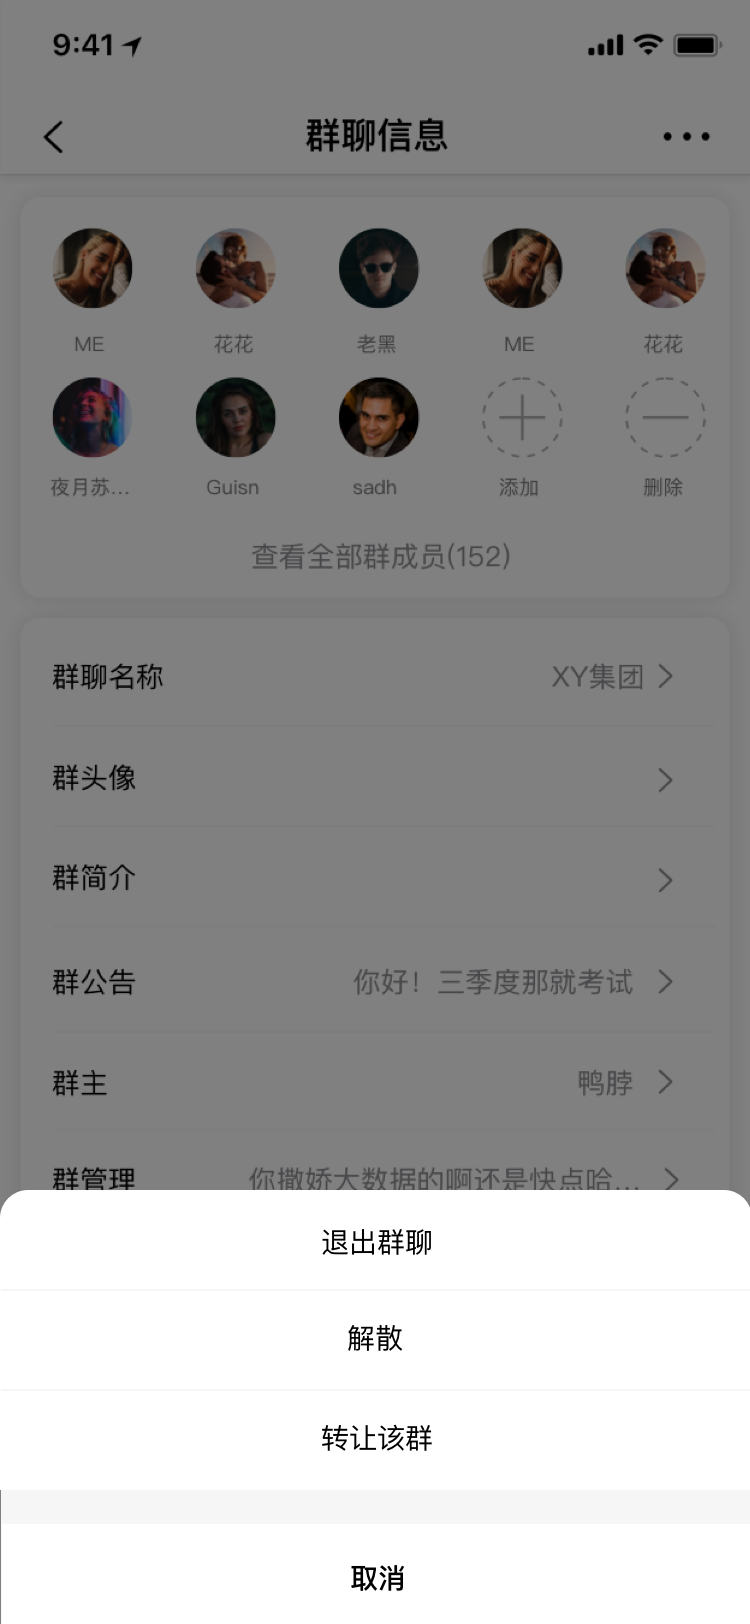 9:41
群聊信息
ME 花花 老黑 ME 花花
夜月苏... Guisn sadh 添加 删除
查看全部群成员(152)
群聊名称 XY集团
群头像
群简介
群公告 你好！三季度那就考试
群主 鸭脖
群管理 你撒娇大数据的啊还是快点哈...
退出群聊
解散
转让该群
取消